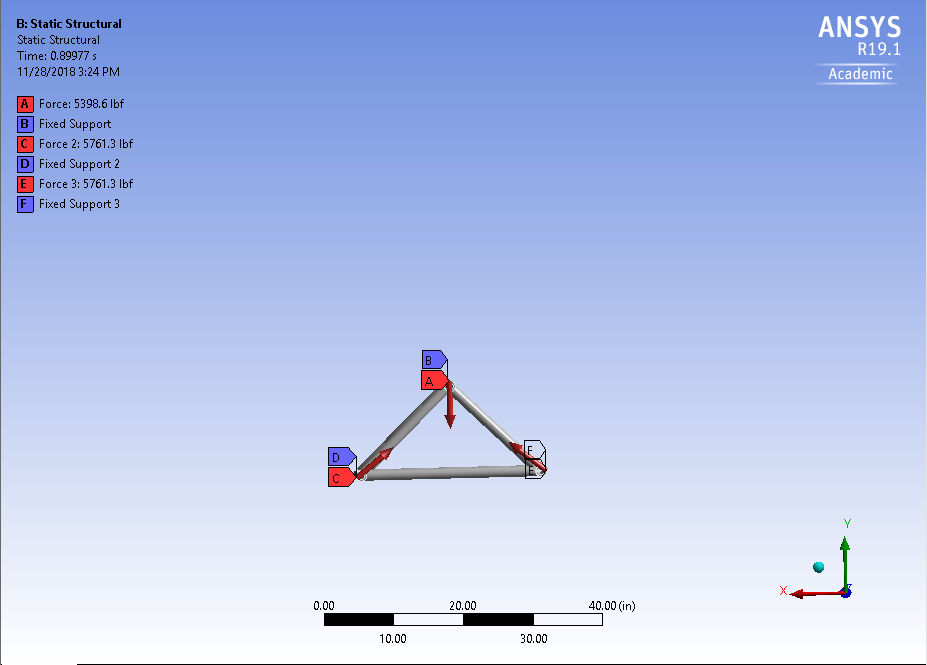 B: Static Structural
Static Structural
Time: 0.89977 s
11/28/2018 3:24 PM
A Force: 5398.6 lbf
B Fixed Support
C Force 2: 5761.3 lbf
D Fixed Support 2
E Force 3: 5761.3 lbf
F Fixed Support 3
ANSYS
R19.1
Academic
B
A
D
C
F
E
Y
X
Z
0.00 20.00 40.00 (in)
10.00 30.00